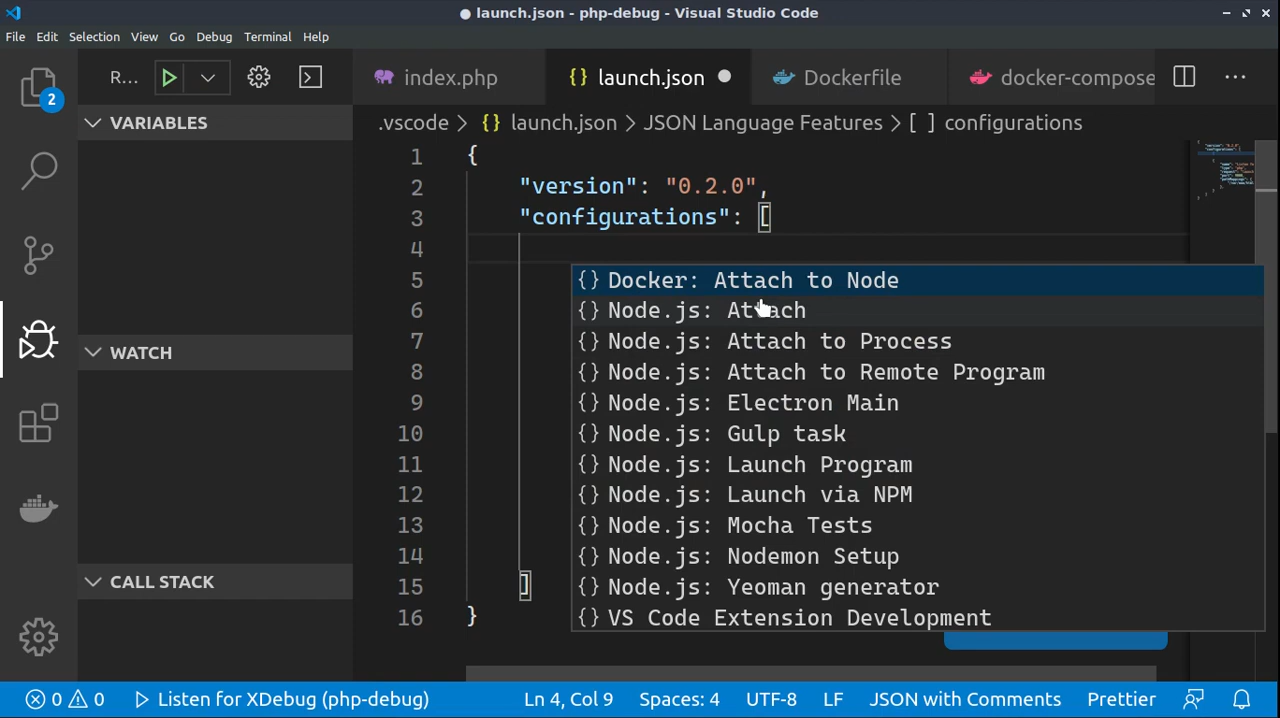 ● launch.json - php-debug - Visual Studio Code
File Edit Selection View Go Debug Terminal Help
R...
index.php
{} launch.json ●
Dockerfile
docker-compose
2
VARIABLES
.vscode > {} launch.json > JSON Language Features > [ ] configurations
1 {
2 "version": "0.2.0",
3 "configurations": [
4
5
6
7
8
9
10
11
12
13
14
15 ]
16 }
{} Docker: Attach to Node
{} Node.js: Attach
{} Node.js: Attach to Process
{} Node.js: Attach to Remote Program
{} Node.js: Electron Main
{} Node.js: Gulp task
{} Node.js: Launch Program
{} Node.js: Launch via NPM
{} Node.js: Mocha Tests
{} Node.js: Nodemon Setup
{} Node.js: Yeoman generator
{} VS Code Extension Development
WATCH
CALL STACK
0 0 Listen for XDebug (php-debug) Ln 4, Col 9 Spaces: 4 UTF-8 LF JSON with Comments Prettier